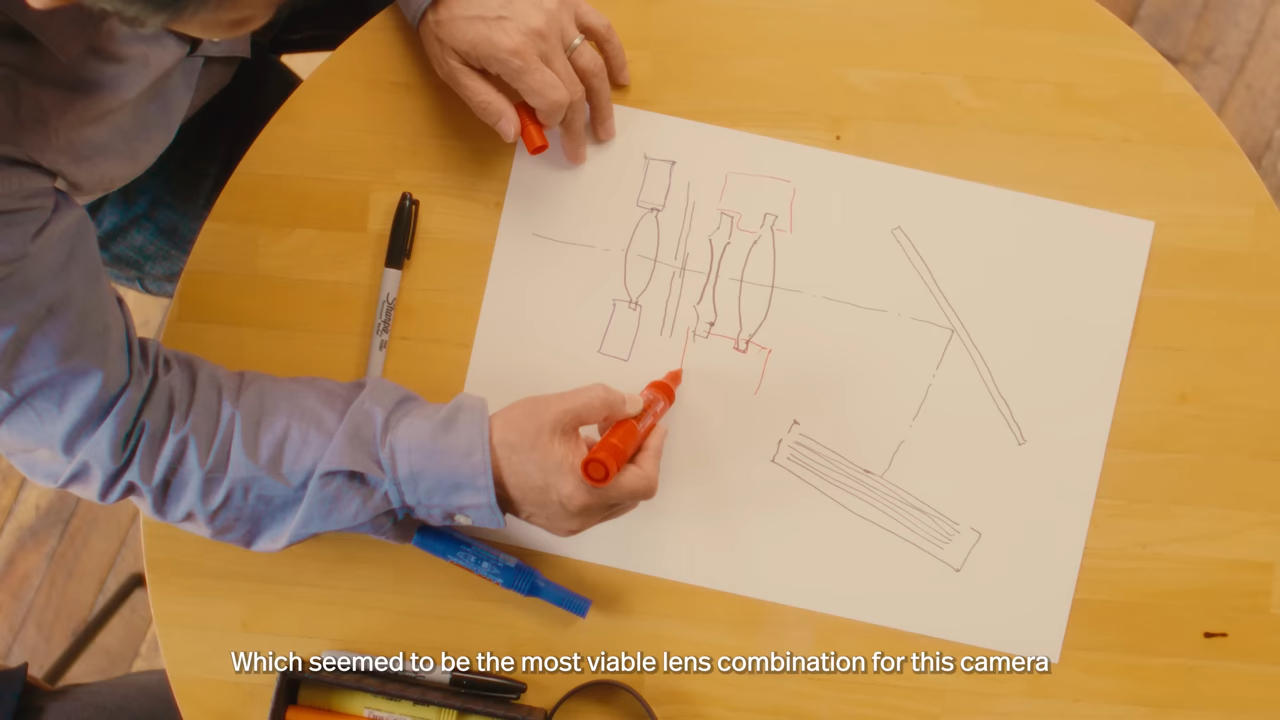 Sharpie
Which seemed to be the most viable lens combination for this camera